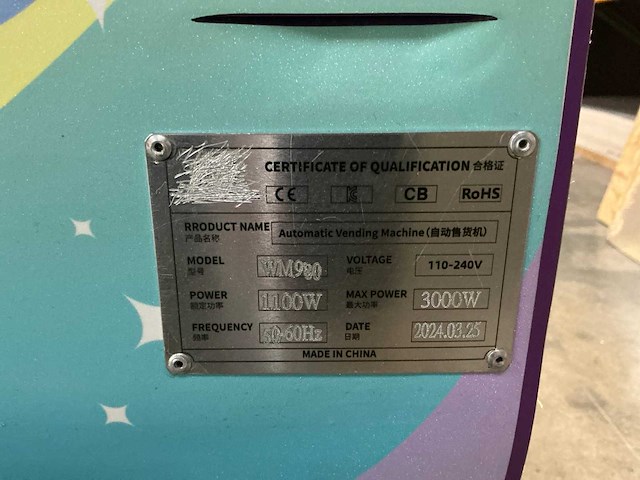 CERTIFICATE OF QUALIFICATION 合格证
CE CB RoHS
RRODUCT NAME Automatic Vending Machine(自动售货机)
产品名称
MODEL WM980 VOLTAGE 110-240V
型号 电压
POWER 1100W MAX POWER 3000W
额定功率 最大功率
FREQUENCY 50-60Hz DATE 2024.03.25
频率 日期
MADE IN CHINA